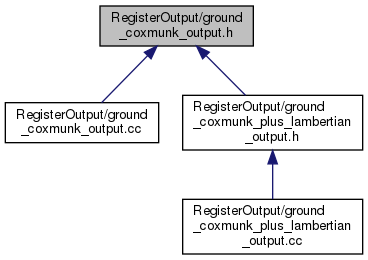 RegisterOutput/ground
_coxmunk_output.h
RegisterOutput/ground
_coxmunk_output.cc
RegisterOutput/ground
_coxmunk_plus_lambertian
_output.h
RegisterOutput/ground
_coxmunk_plus_lambertian
_output.cc